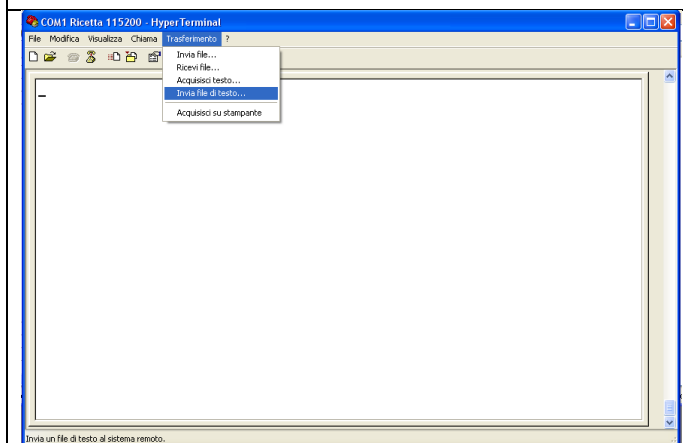 COM1 Ricetta 115200 - HyperTerminal
File Modifica Visualizza Chiama Trasferimento ?
Invia file...
Ricevi file...
Acquisisci testo...
Invia file di testo...
Acquisisci su stampante
Invia un file di testo al sistema remoto.